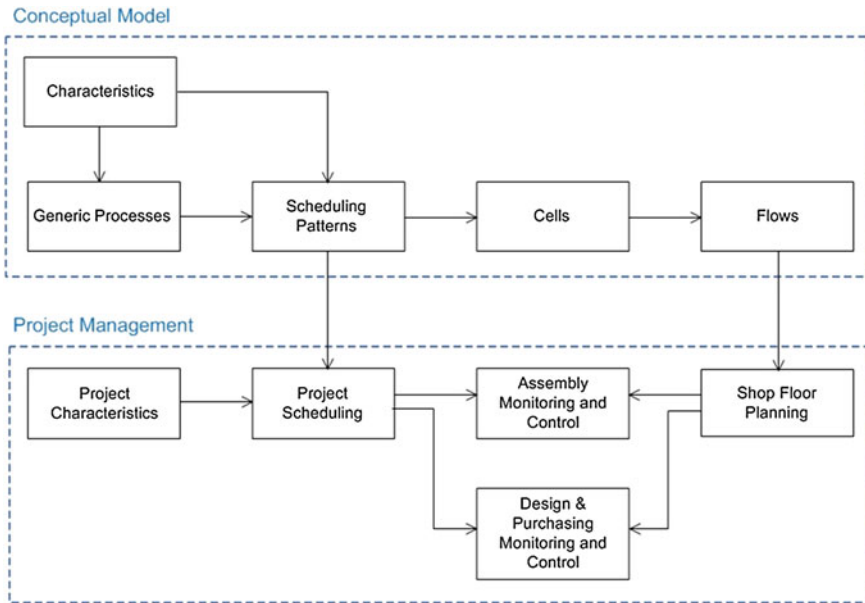 Conceptual Model
Characteristics
Generic Processes
Scheduling
Patterns
Cells
Flows
Project Management
Project
Characteristics
Project
Scheduling
Assembly
Monitoring and
Control
Shop Floor
Planning
Design &
Purchasing
Monitoring and
Control